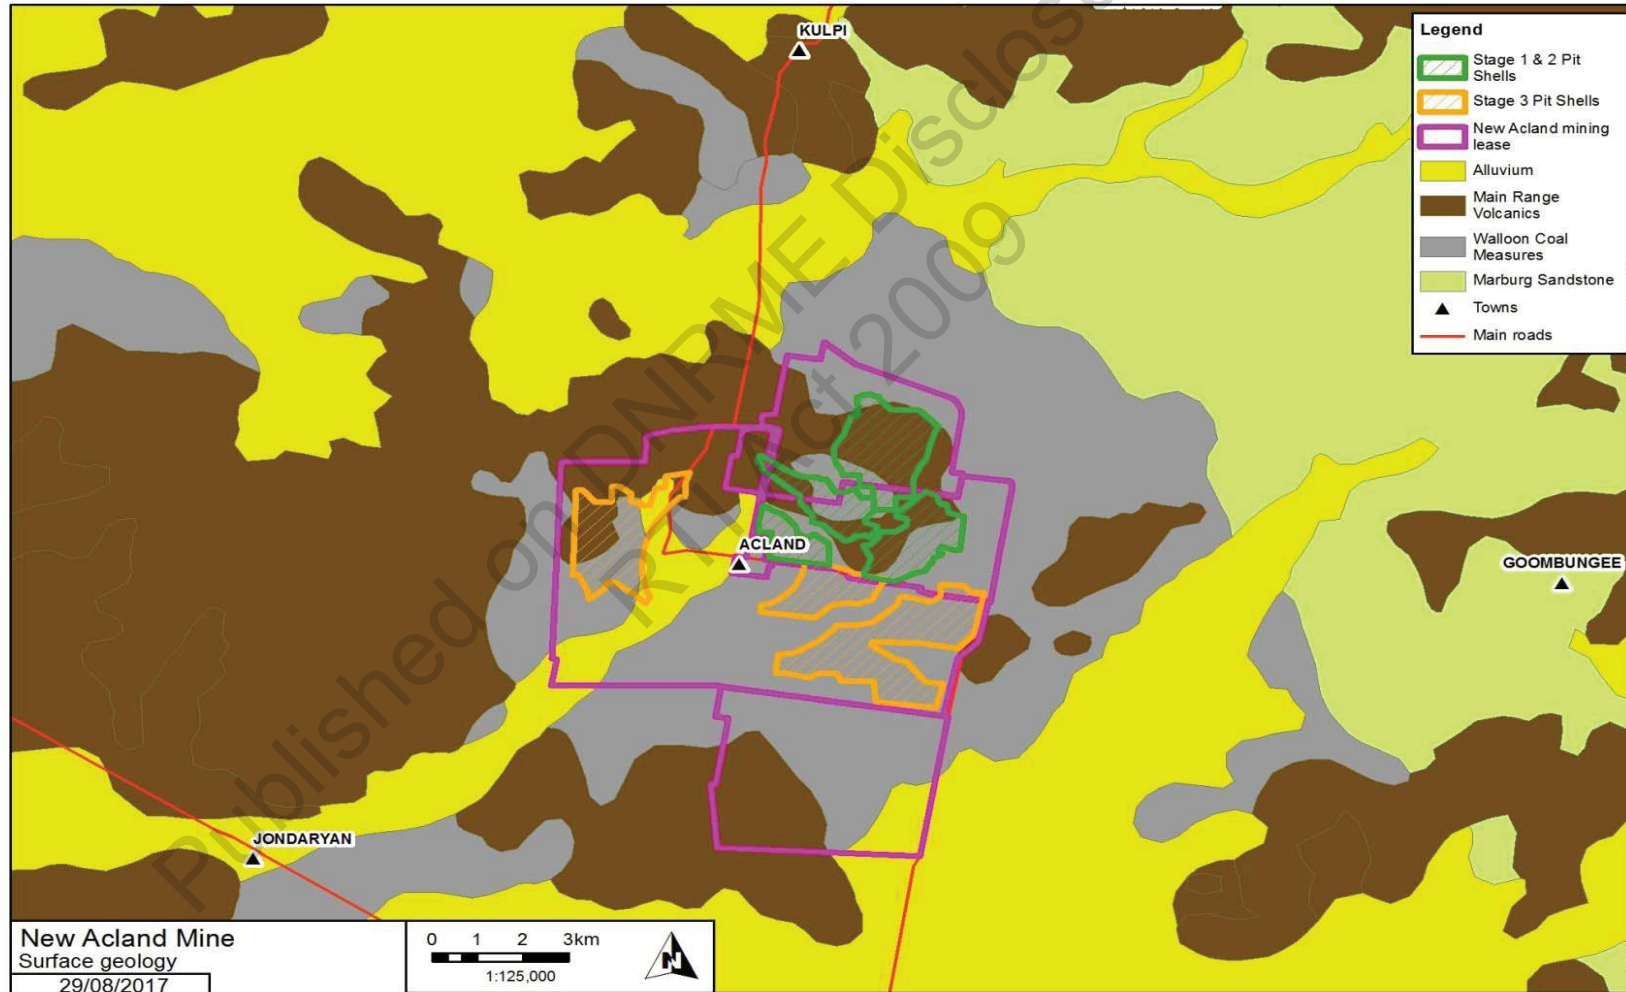 KULPI
Legend
Stage 1 & 2 Pit
Shells
Stage 3 Pit Shells
New Acland mining
lease
Alluvium
Main Range
Volcanics
Walloon Coal
Measures
Marburg Sandstone
Towns
Main roads
ACLAND
GOOMBUNGEE
JONDARYAN
Published on DNRME Disclosu
RTI Act 2009
New Acland Mine
Surface geology
29/08/2017
0 1 2 3km
1:125,000
N